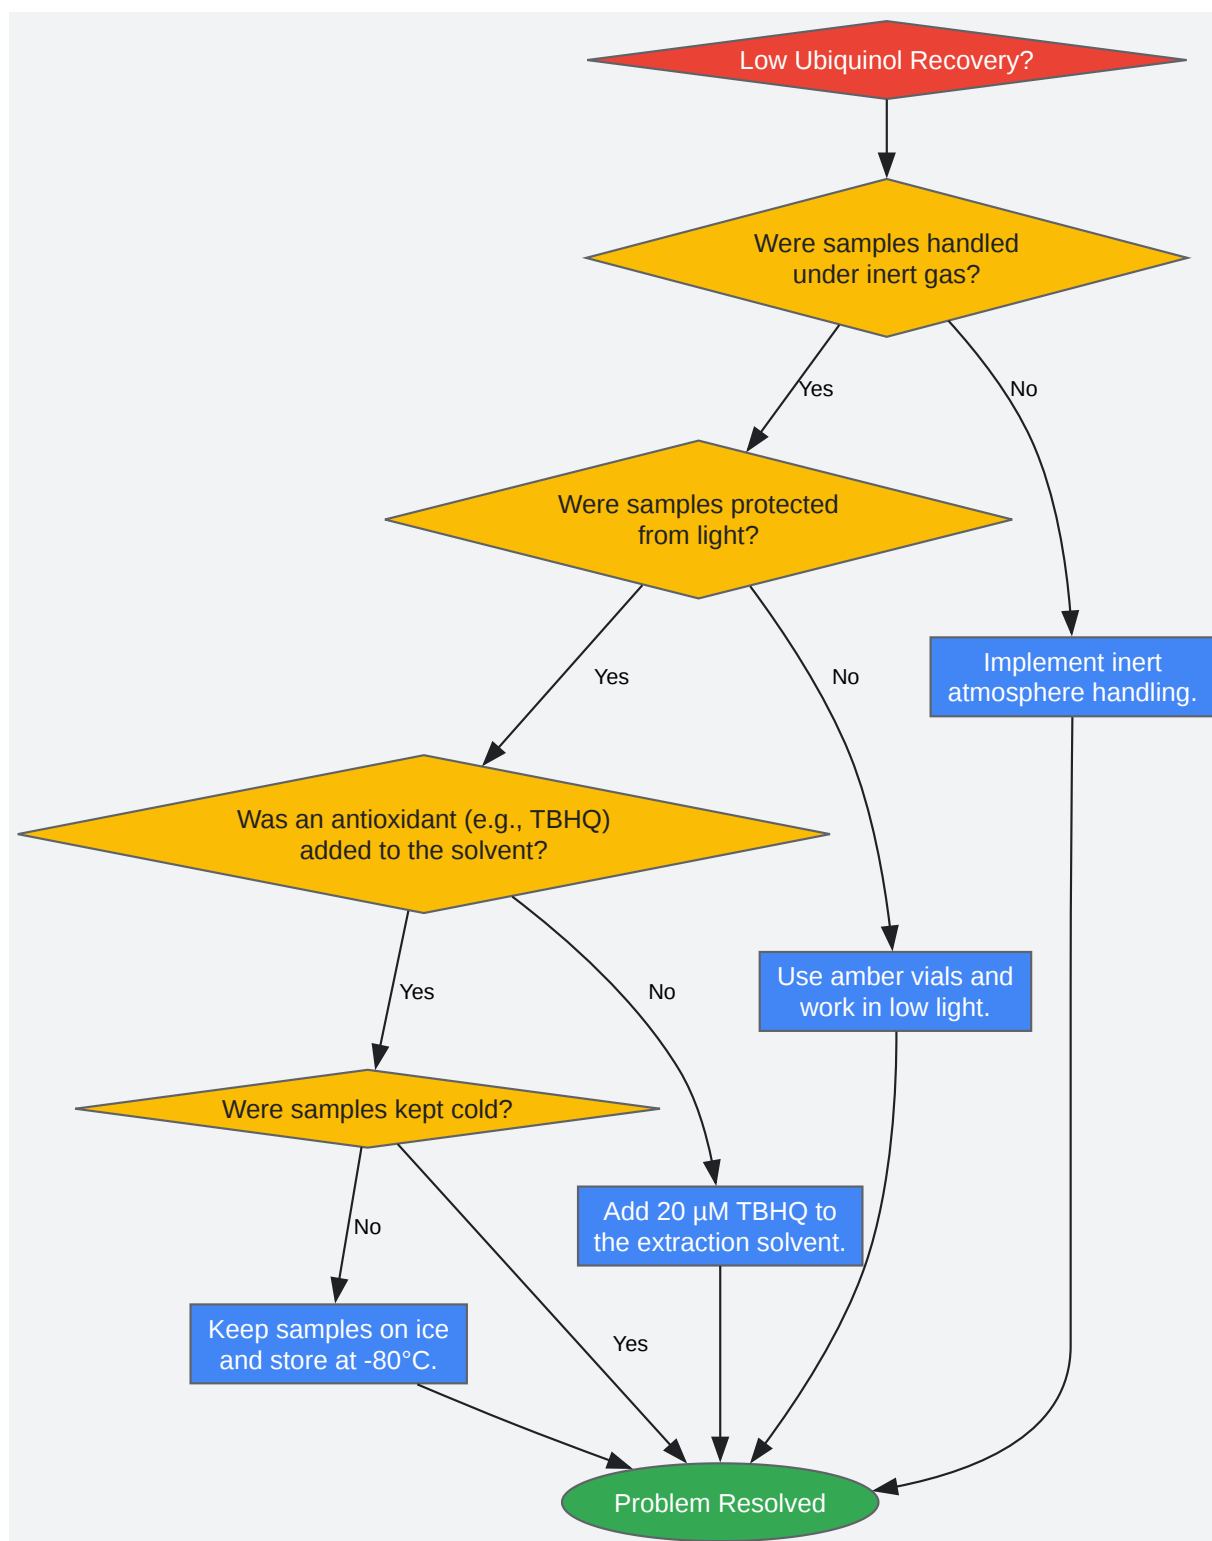 Low Ubiquinol Recovery?
Were samples handled
under inert gas?
Yes
No
Were samples protected
from light?
Yes
No
Implement inert
atmosphere handling.
Was an antioxidant (e.g., TBHQ)
added to the solvent?
Yes
No
Use amber vials and
work in low light.
Were samples kept cold?
No
Yes
Add 20 µM TBHQ to
the extraction solvent.
Keep samples on ice
and store at -80°C.
Problem Resolved